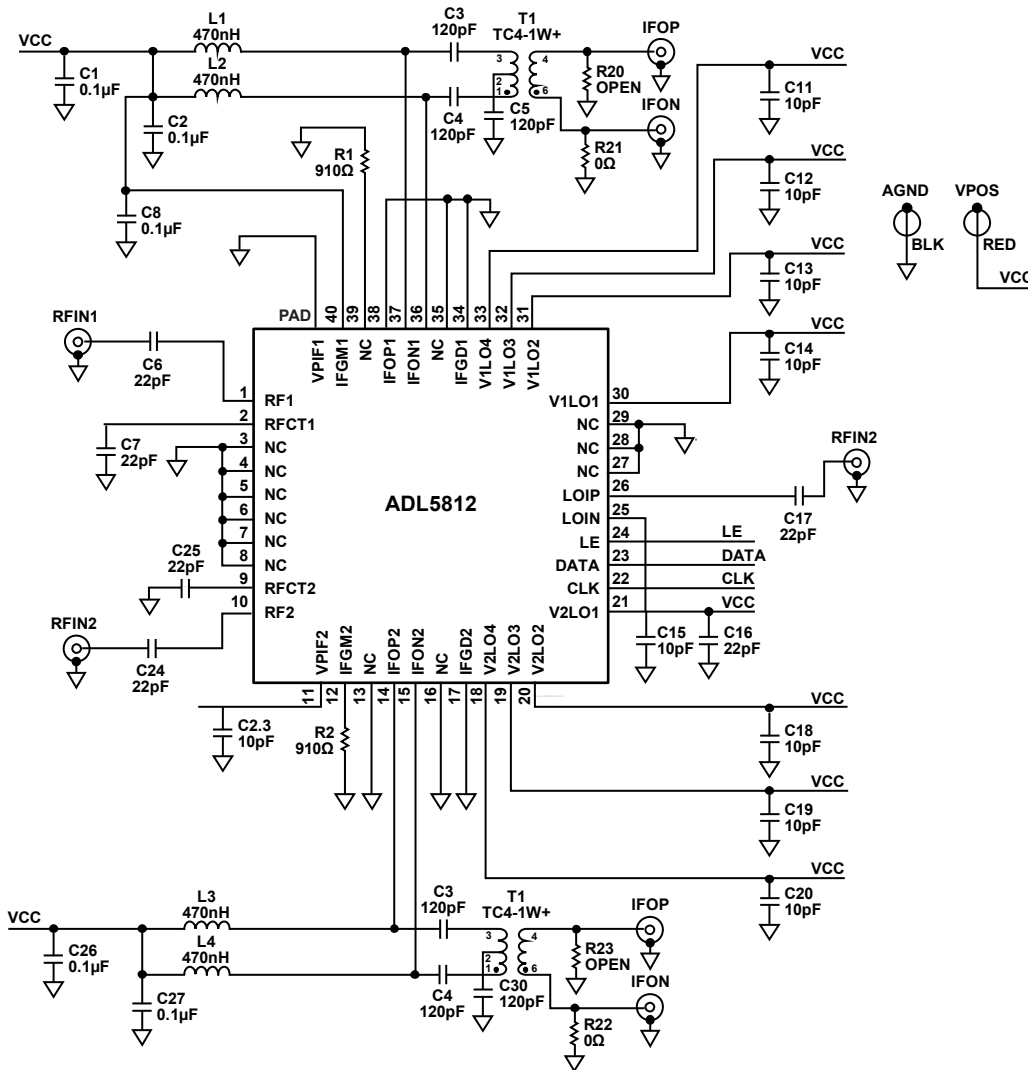 L1
470nH
VCC
C1
0.1µF
L2
470nH
C2
0.1µF
C3
120pF
T1
TC4-1W+
3
2
1
4
6
C4
120pF
C5
120pF
IFOP
R20
OPEN
IFON
R21
0Ω
VCC
C11
10pF
VCC
C12
10pF
VCC
C13
10pF
VCC
C14
10pF
AGND
BLK
VPOS
RED
VCC
R1
910Ω
C8
0.1µF
PAD
40
39
38
37
36
35
34
33
32
31
VPIF1
IFGM1
NC
IFOP1
IFON1
NC
IFGD1
V1LO4
V1LO3
V1LO2
RFIN1
C6
22pF
C7
22pF
C25
22pF
RFIN2
C24
22pF
1
2
3
4
5
6
7
8
9
10
RF1
RFCT1
NC
NC
NC
NC
NC
NC
RFCT2
RF2
ADL5812
V1LO1
NC
NC
NC
LOIP
LOIN
LE
DATA
CLK
V2LO1
30
29
28
27
26
25
24
23
22
21
RFIN2
C17
22pF
LE
DATA
CLK
VCC
C15
10pF
C16
22pF
VPIF2
IFGM2
NC
IFOP2
IFON2
NC
IFGD2
V2LO4
V2LO3
V2LO2
11
12
13
14
15
16
17
18
19
20
C2.3
10pF
R2
910Ω
VCC
C18
10pF
VCC
C19
10pF
VCC
C20
10pF
L3
470nH
VCC
C26
0.1µF
L4
470nH
C27
0.1µF
C3
120pF
T1
TC4-1W+
3
2
1
4
6
C4
120pF
C30
120pF
IFOP
R23
OPEN
IFON
R22
0Ω